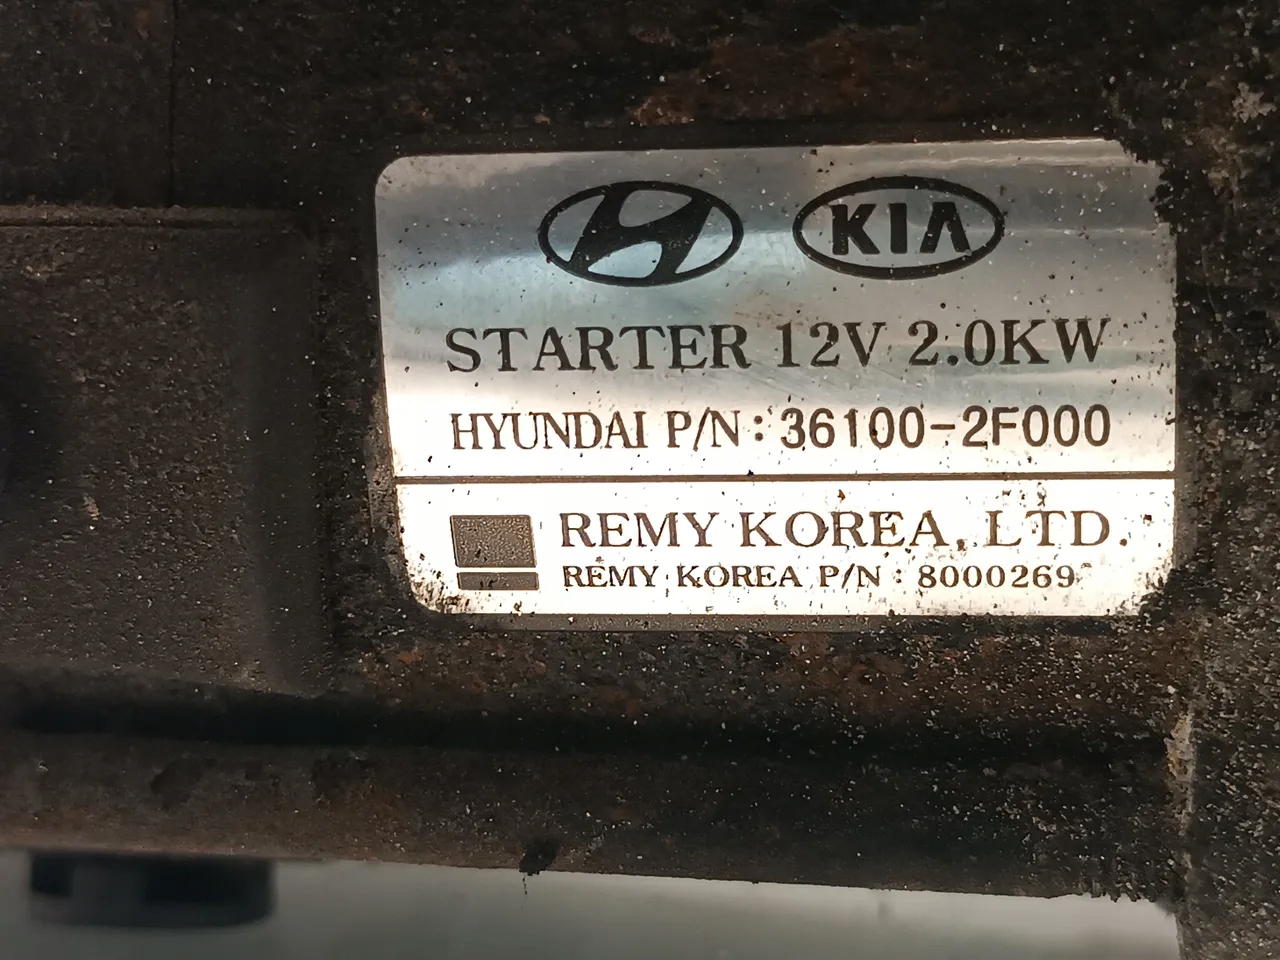 KIA
STARTER 12V 2.0KW
HYUNDAI P/N : 36100-2F000
REMY KOREA, LTD.
REMY KOREA P/N : 8000269